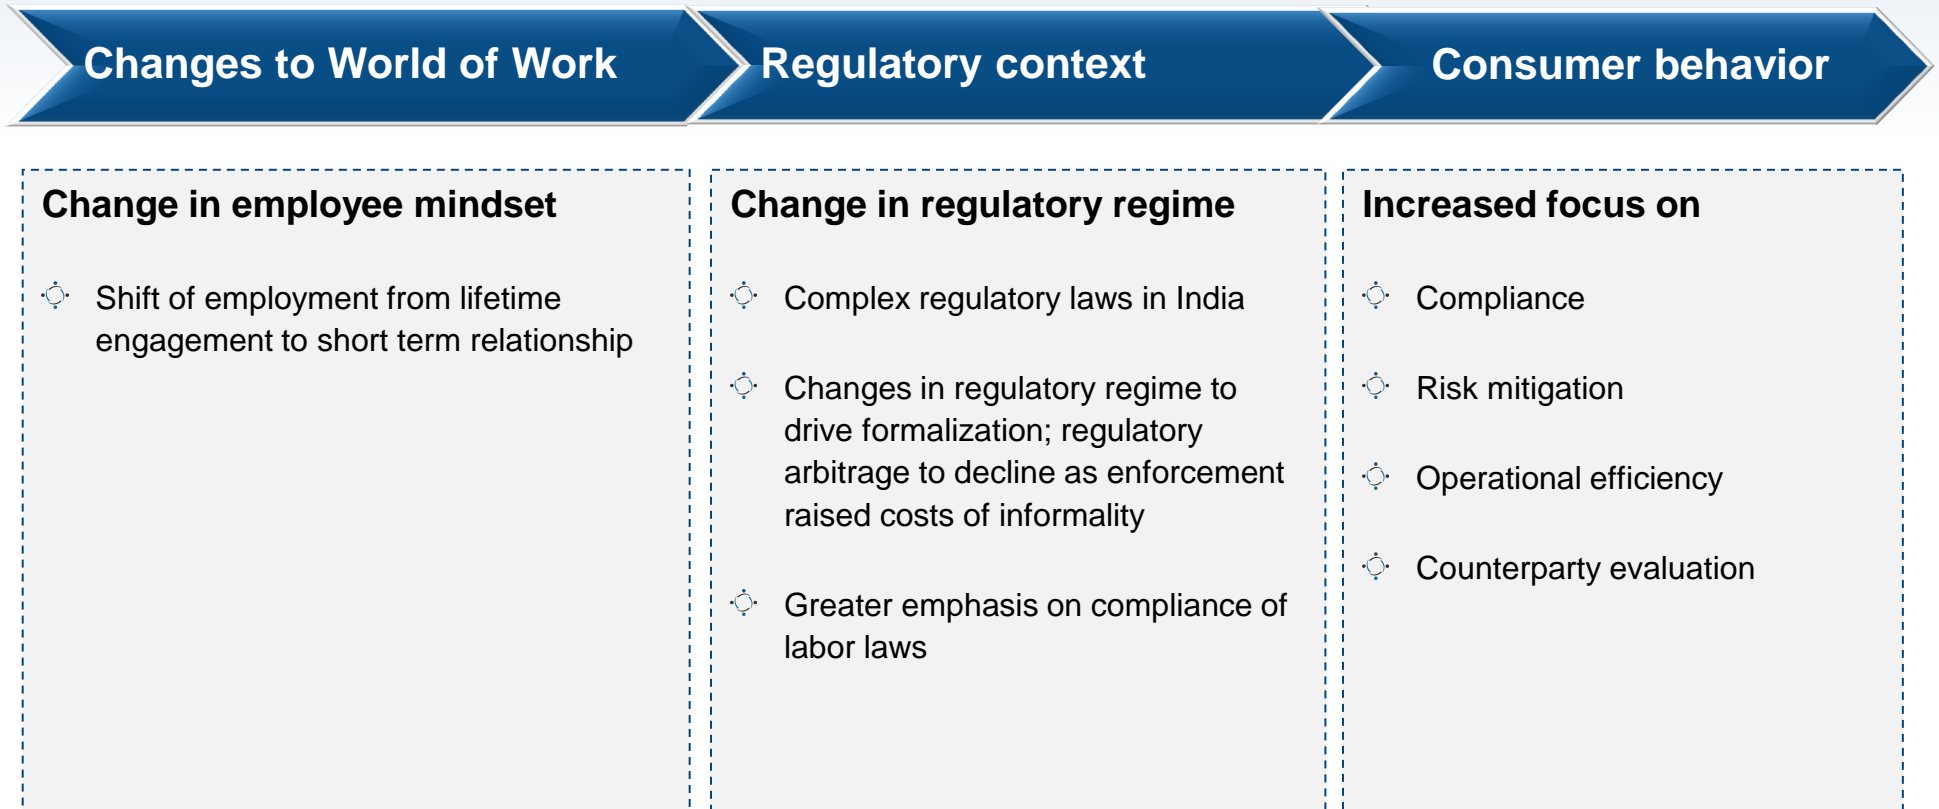 Changes to World of Work
Regulatory context
Consumer behavior
Change in employee mindset
Shift of employment from lifetime
engagement to short term relationship
Change in regulatory regime
Complex regulatory laws in India
Changes in regulatory regime to
drive formalization; regulatory
arbitrage to decline as enforcement
raised costs of informality
Greater emphasis on compliance of
labor laws
Increased focus on
Compliance
Risk mitigation
Operational efficiency
Counterparty evaluation